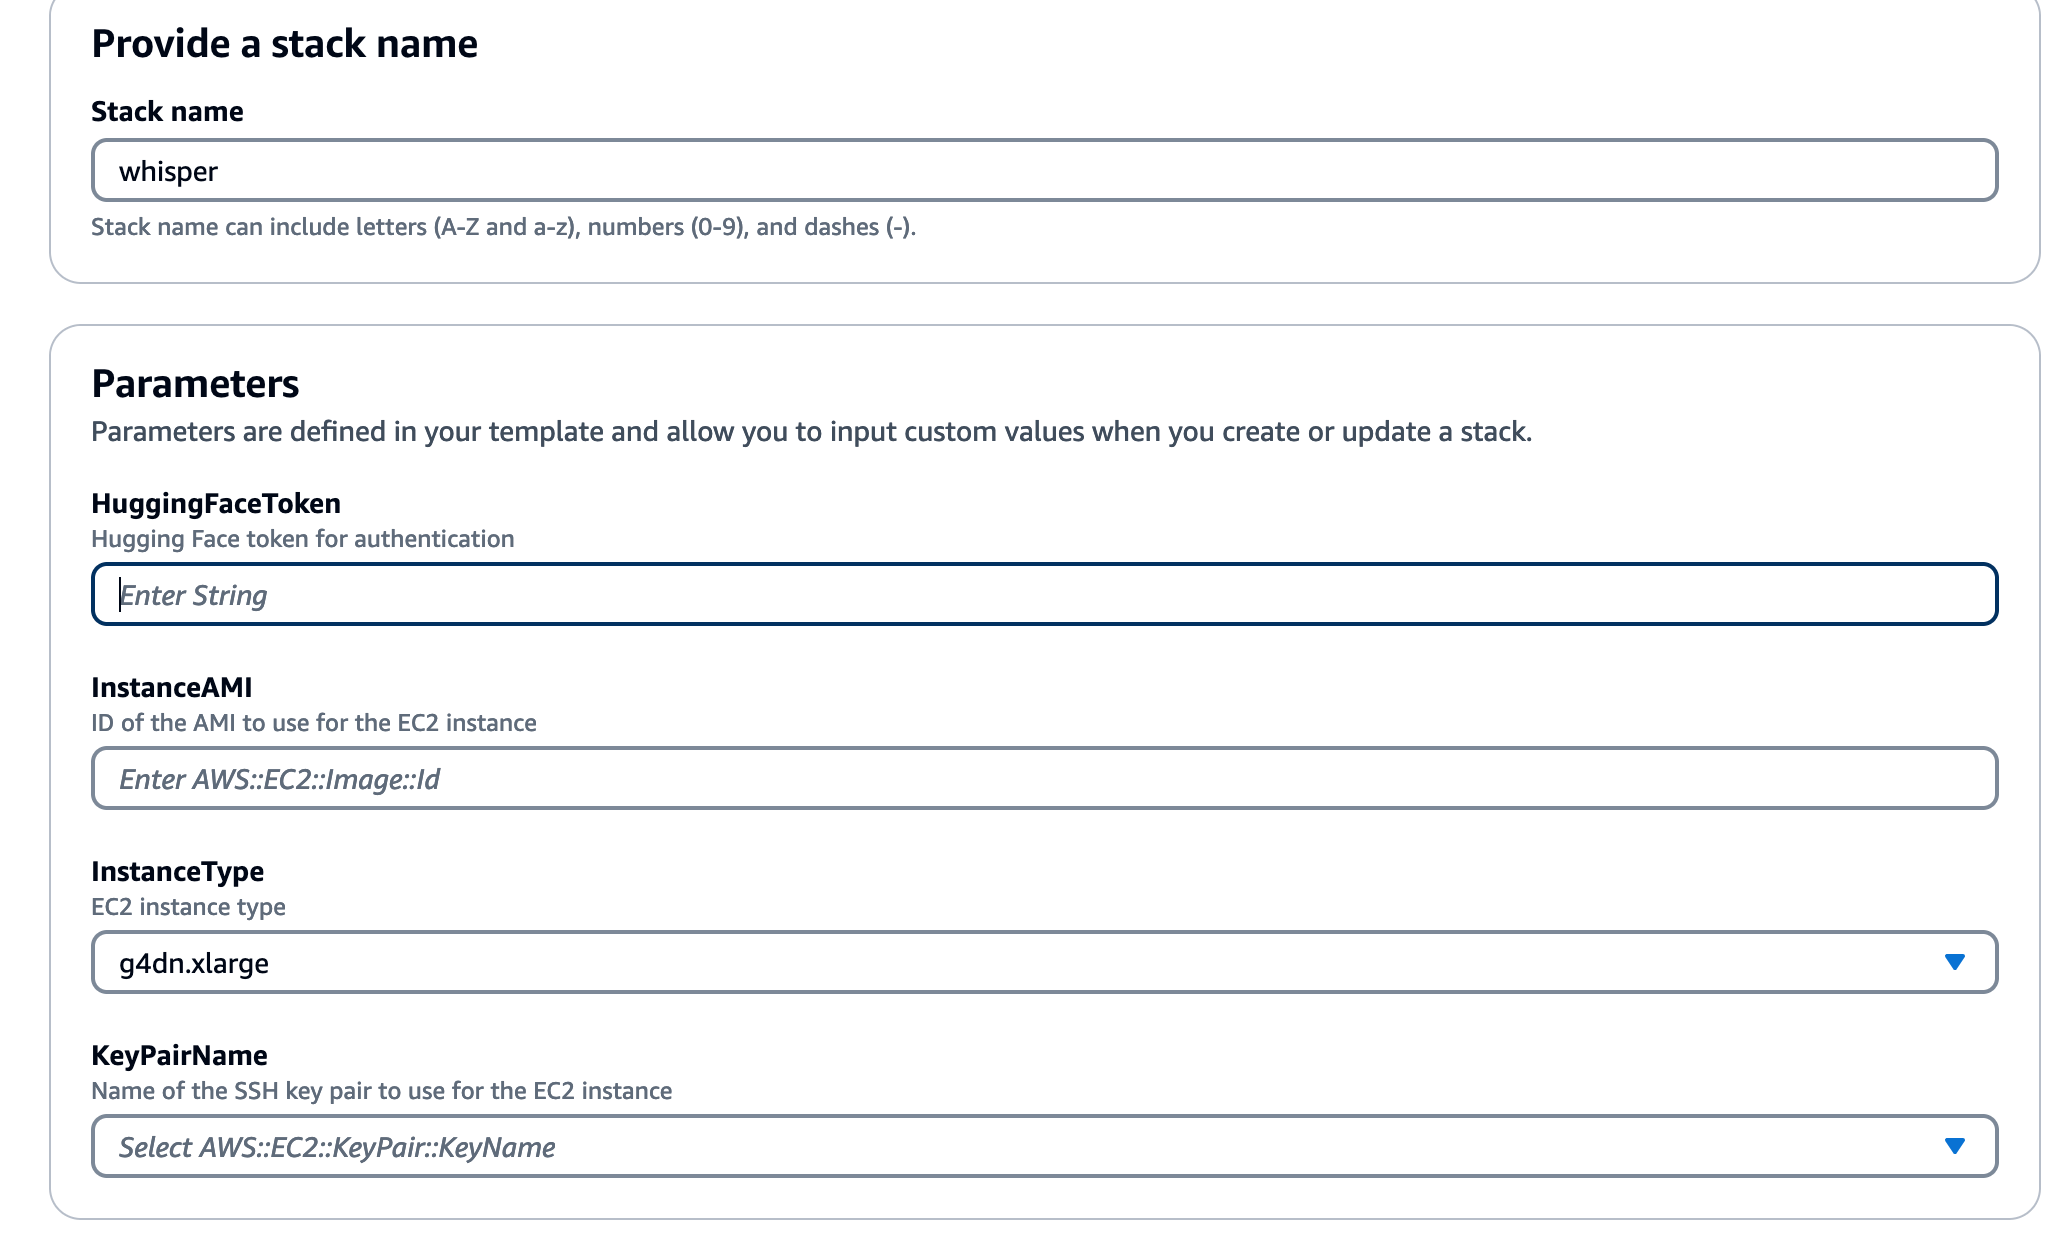 Provide a stack name
Stack name
whisper
Stack name can include letters (A-Z and a-z), numbers (0-9), and dashes (-).
Parameters
Parameters are defined in your template and allow you to input custom values when you create or update a stack.
HuggingFaceToken
Hugging Face token for authentication
Enter String
InstanceAMI
ID of the AMI to use for the EC2 instance
Enter AWS::EC2::Image::Id
InstanceType
EC2 instance type
g4dn.xlarge
KeyPairName
Name of the SSH key pair to use for the EC2 instance
Select AWS::EC2::KeyPair::KeyName